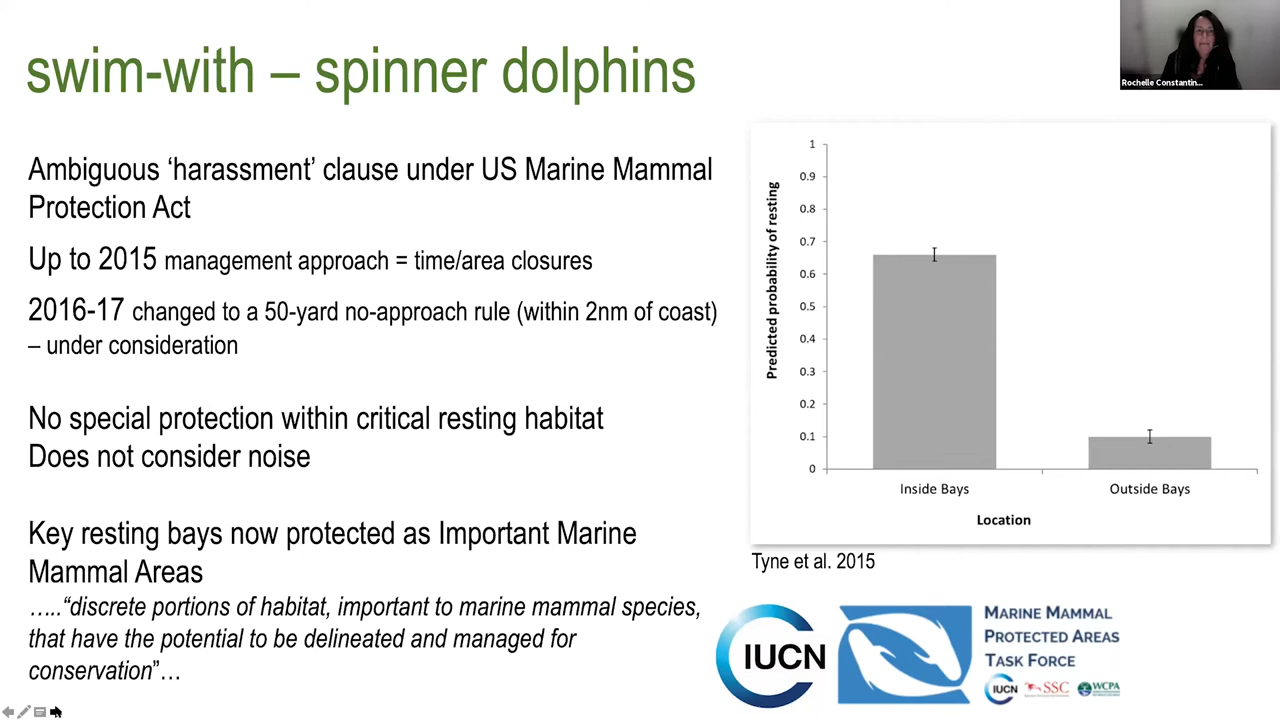 swim-with – spinner dolphins
Rochelle Constantin...
Ambiguous ‘harassment’ clause under US Marine Mammal
Protection Act
Up to 2015 management approach = time/area closures
2016-17 changed to a 50-yard no-approach rule (within 2nm of coast)
– under consideration
No special protection within critical resting habitat
Does not consider noise
Key resting bays now protected as Important Marine
Mammal Areas
…..“discrete portions of habitat, important to marine mammal species,
that have the potential to be delineated and managed for
conservation”…
Predicted probability of resting
1
0.9
0.8
0.7
0.6
0.5
0.4
0.3
0.2
0.1
0
Inside Bays
Outside Bays
Location
Tyne et al. 2015
IUCN
MARINE MAMMAL
PROTECTED AREAS
TASK FORCE
IUCN
SSC
WCPA